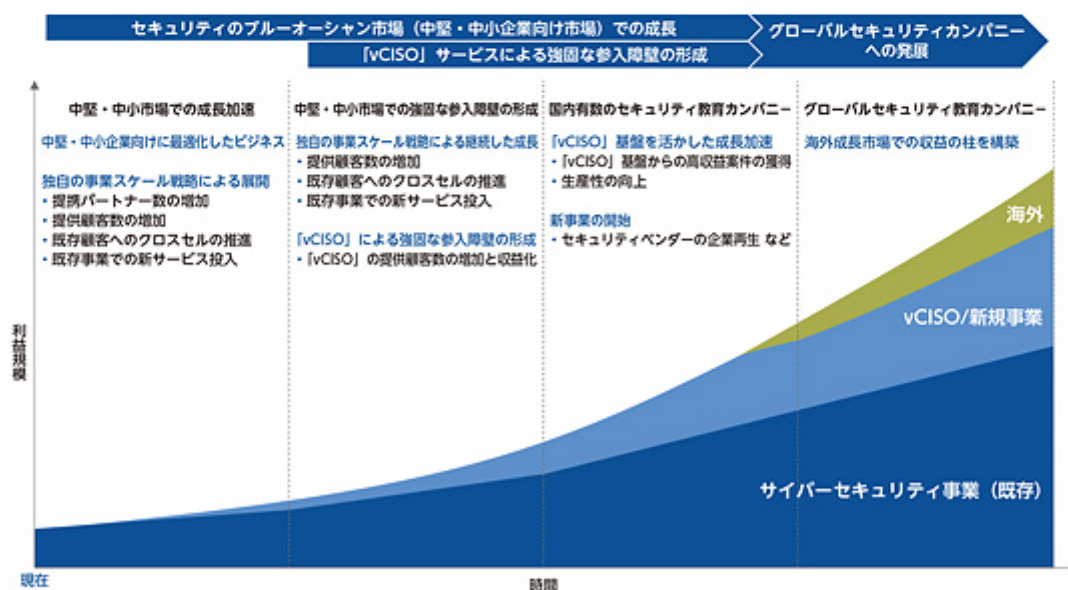 セキュリティのブルーオーシャン市場（中堅・中小企業向け市場）での成長
「vCISO」サービスによる強固な参入障壁の形成
グローバルセキュリティカンパニー
への発展
中堅・中小市場での成長加速
中堅・中小企業向けに最適化したビジネス
独自の事業スケール戦略による展開
・提携パートナー数の増加
・提供顧客数の増加
・既存顧客へのクロスセルの推進
・既存事業での新サービス投入
中堅・中小市場での強固な参入障壁の形成
独自の事業スケール戦略による継続した成長
・提供顧客数の増加
・既存顧客へのクロスセルの推進
・既存事業での新サービス投入
「vCISO」による強固な参入障壁の形成
・「vCISO」の提供顧客数の増加と収益化
国内有数のセキュリティ教育カンパニー
「vCISO」基盤を活かした成長加速
・「vCISO」基盤からの高収益案件の獲得
・生産性の向上
新事業の開始
・セキュリティベンダーの企業再生 など
グローバルセキュリティ教育カンパニー
海外成長市場での収益の柱を構築
海外
vCISO/新規事業
サイバーセキュリティ事業（既存）
利益規模
現在
時間